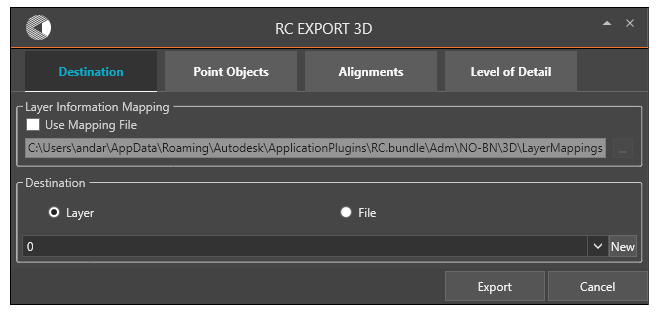 RC EXPORT 3D
Destination Point Objects Alignments Level of Detail
Layer Information Mapping
Use Mapping File
C:\Users\andar\AppData\Roaming\Autodesk\ApplicationPlugins\RC.bundle\Adm\NO-BN\3D\LayerMappings ...
Destination
Layer File
0 New
Export Cancel